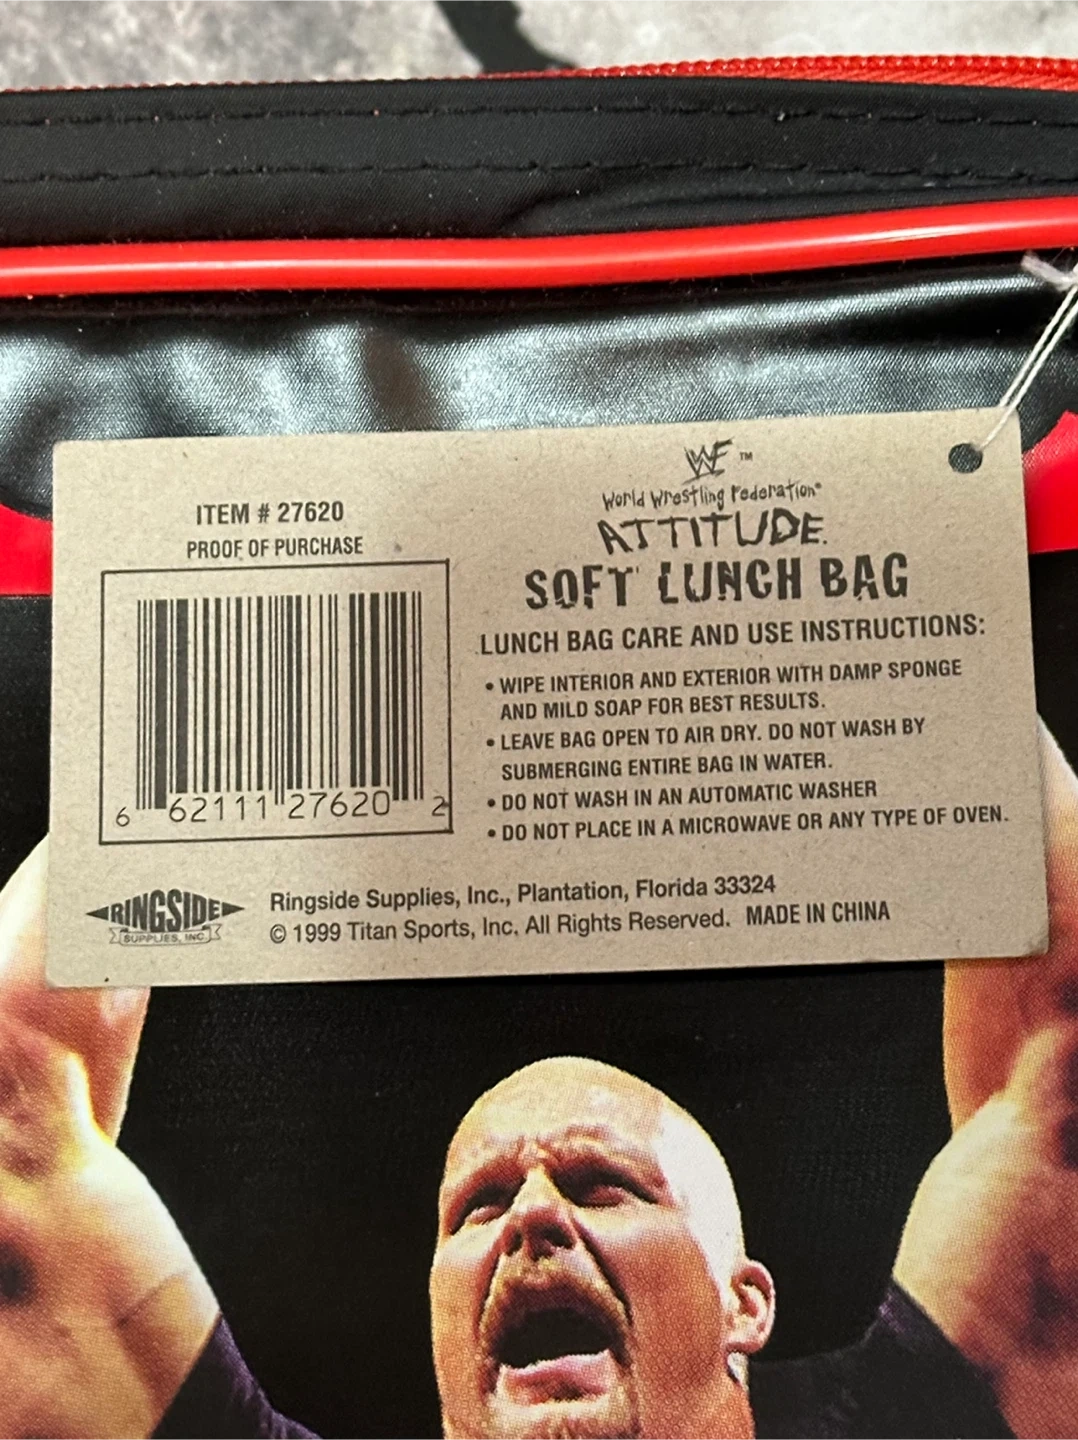 ITEM # 27620
PROOF OF PURCHASE
6 62111 27620 2
WF ™
World Wrestling Federation®
ATTITUDE.
SOFT LUNCH BAG
LUNCH BAG CARE AND USE INSTRUCTIONS:
• WIPE INTERIOR AND EXTERIOR WITH DAMP SPONGE
AND MILD SOAP FOR BEST RESULTS.
• LEAVE BAG OPEN TO AIR DRY. DO NOT WASH BY
SUBMERGING ENTIRE BAG IN WATER.
• DO NOT WASH IN AN AUTOMATIC WASHER
• DO NOT PLACE IN A MICROWAVE OR ANY TYPE OF OVEN.
RINGSIDE
SUPPLIES, INC.
Ringside Supplies, Inc., Plantation, Florida 33324
© 1999 Titan Sports, Inc. All Rights Reserved. MADE IN CHINA